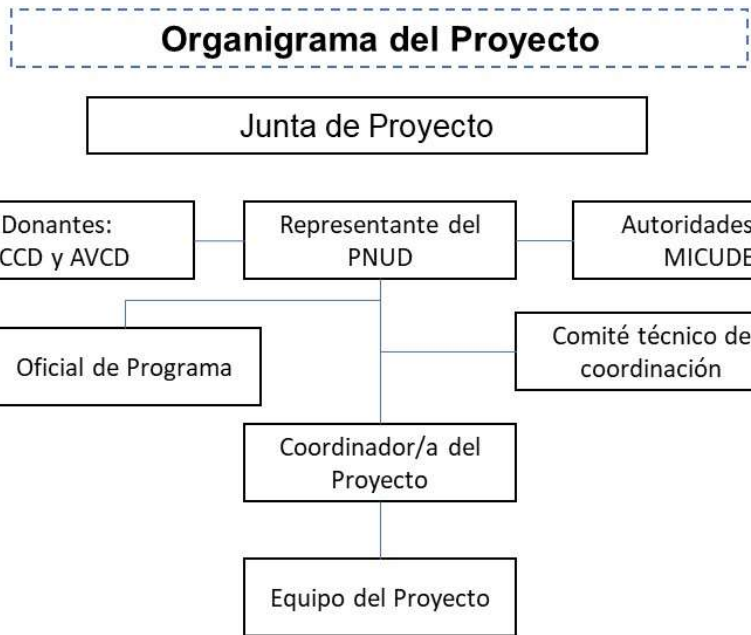 Organigrama del Proyecto
Junta de Proyecto
Donantes:
CCD y AVCD
Representante del
PNUD
Autoridades
MICUDE
Oficial de Programa
Comité técnico de
coordinación
Coordinador/a del
Proyecto
Equipo del Proyecto